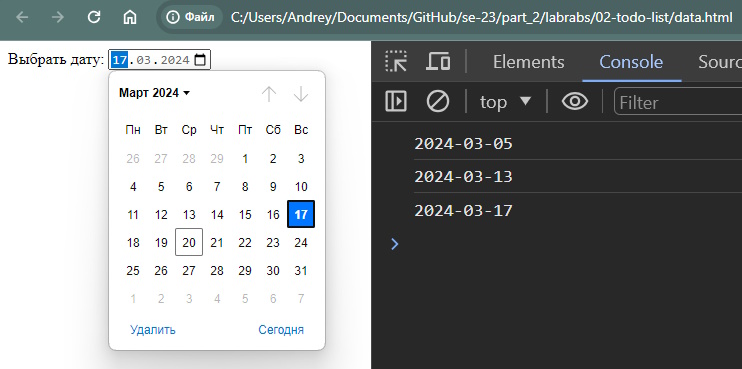 Файл C:/Users/Andrey/Documents/GitHub/se-23/part_2/labrabs/02-todo-list/data.html
Выбрать дату: 17.03.2024
Март 2024
Пн Вт Ср Чт Пт Сб Вс
26 27 28 29 1 2 3
4 5 6 7 8 9 10
11 12 13 14 15 16 17
18 19 20 21 22 23 24
25 26 27 28 29 30 31
1 2 3 4 5 6 7
Удалить Сегодня
Elements Console Sourc
top Filter
2024-03-05
2024-03-13
2024-03-17